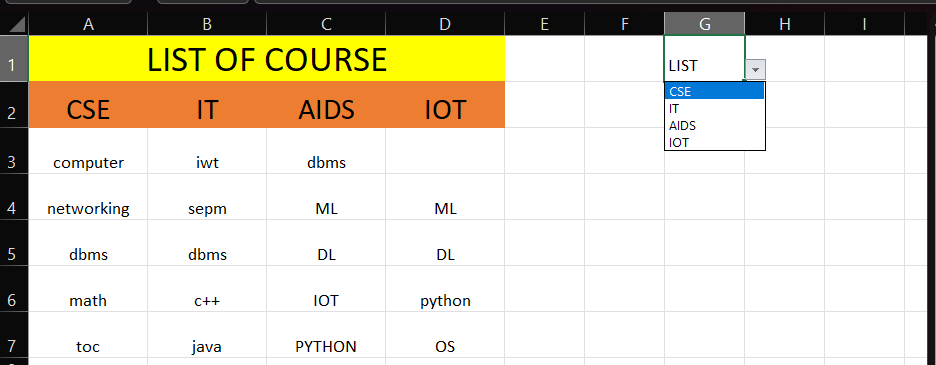 A B C D E F G H I
1 LIST OF COURSE LIST
CSE
2 CSE IT AIDS IOT IT
AIDS
IOT
3 computer iwt dbms
4 networking sepm ML ML
5 dbms dbms DL DL
6 math c++ IOT python
7 toc java PYTHON OS